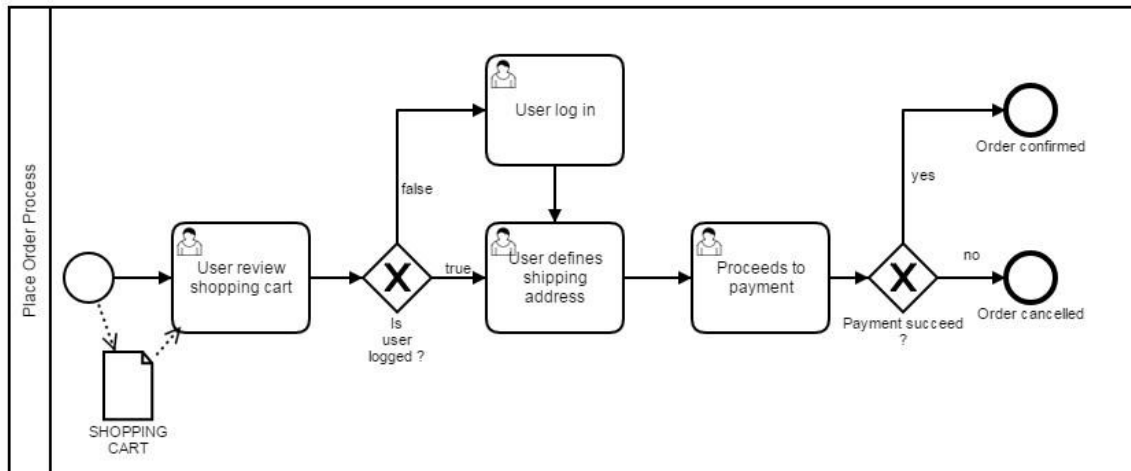 Place Order Process
User review
shopping cart
SHOPPING
CART
Is
user
logged ?
false
true
User log in
User defines
shipping
address
Proceeds to
payment
Payment succeed
?
yes
no
Order confirmed
Order cancelled